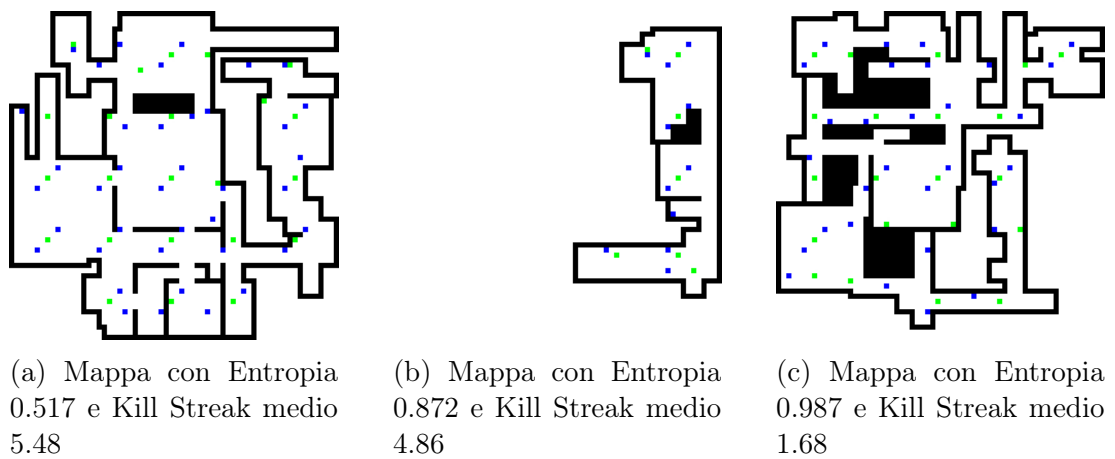 (a) Mappa con Entropia
0.517 e Kill Streak medio
5.48
(b) Mappa con Entropia
0.872 e Kill Streak medio
4.86
(c) Mappa con Entropia
0.987 e Kill Streak medio
1.68